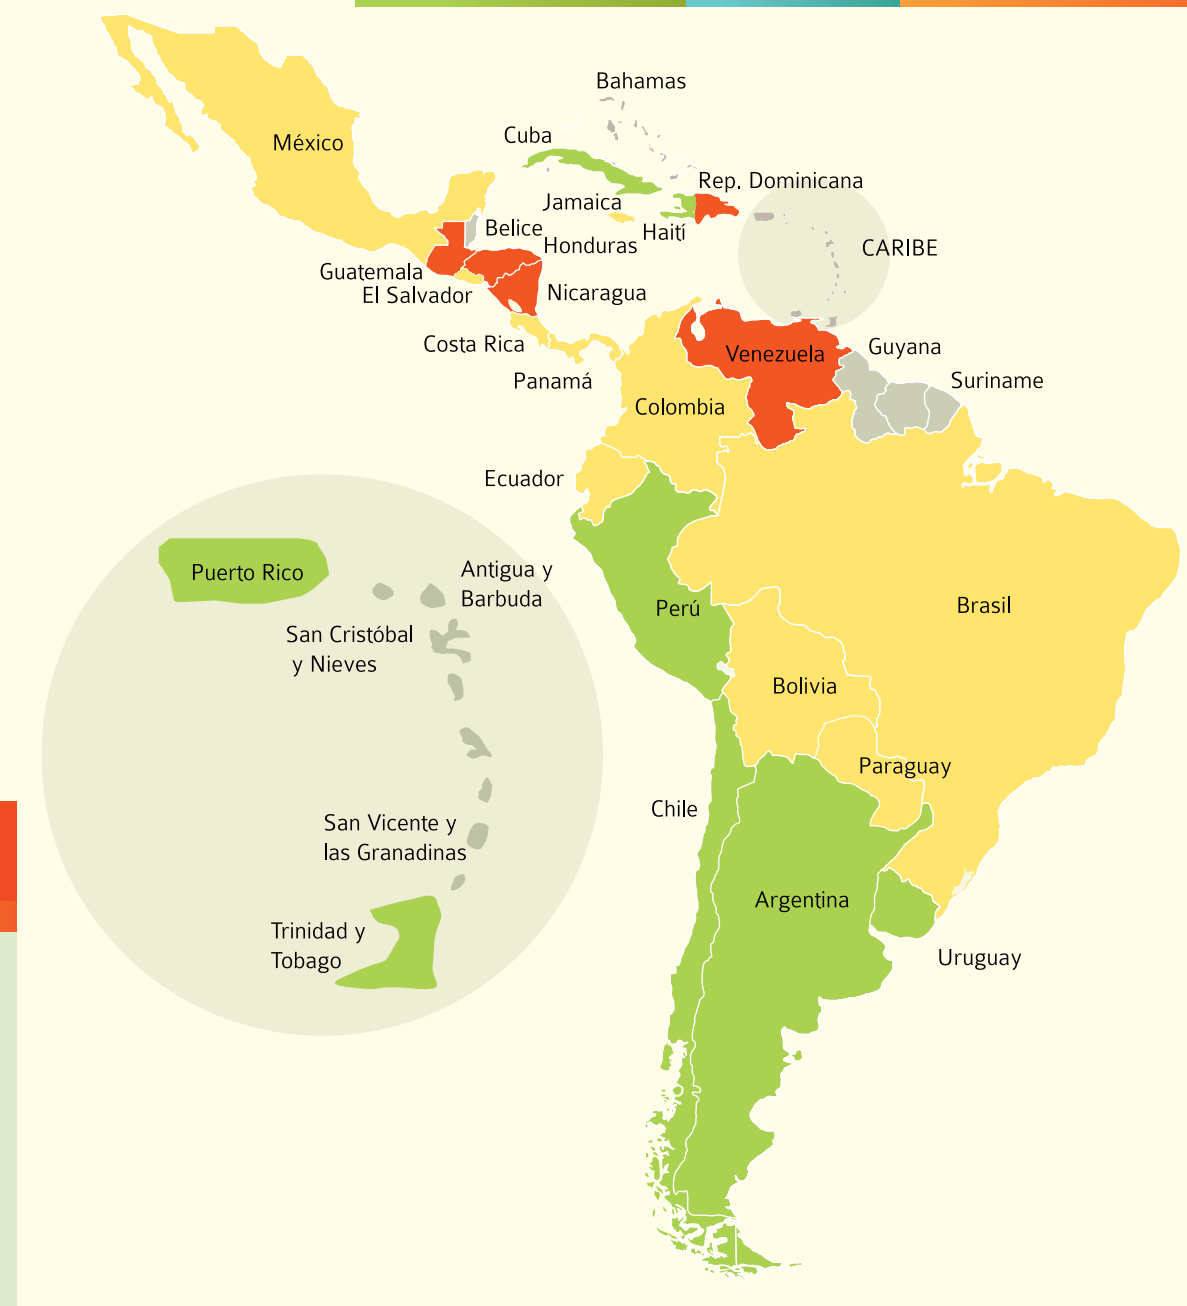 Bahamas
Cuba
México
Rep. Dominicana
Jamaica
Belice
Haití
Honduras
CARIBE
Guatemala
El Salvador
Nicaragua
Costa Rica
Venezuela
Guyana
Panamá
Suriname
Colombia
Ecuador
Puerto Rico
Antigua y
Barbuda
Perú
Brasil
San Cristóbal
y Nieves
Bolivia
Paraguay
Chile
San Vicente y
las Granadinas
Argentina
Trinidad y
Tobago
Uruguay